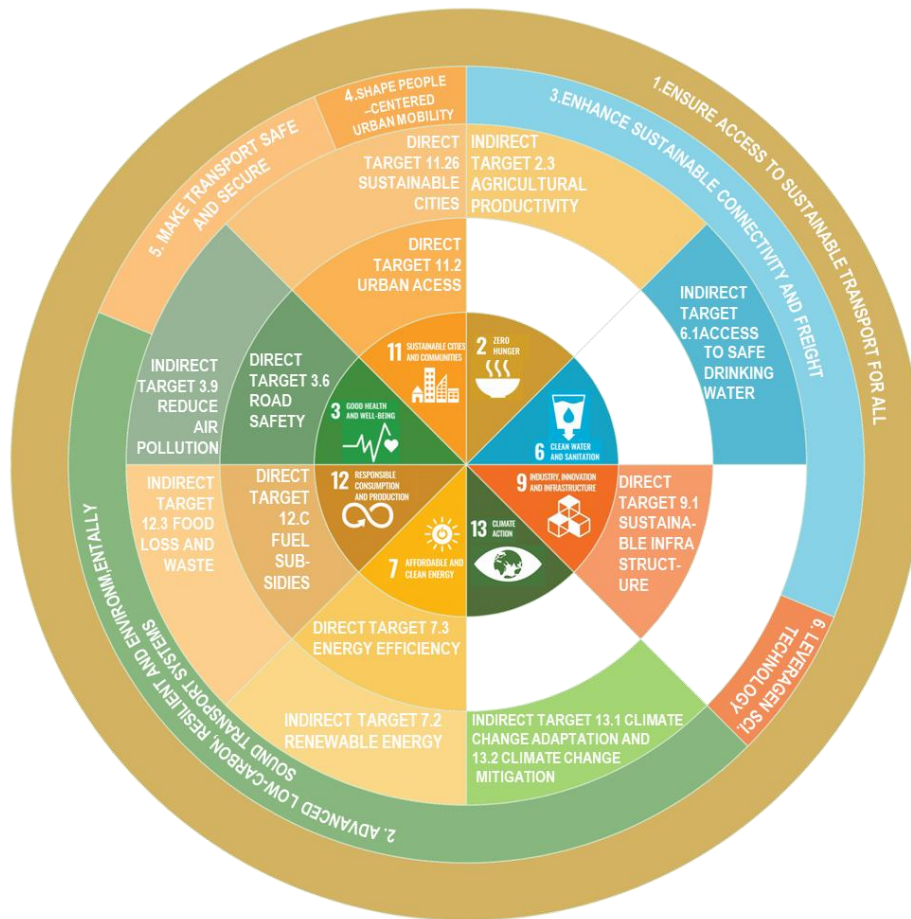 1.ENSURE ACCESS TO SUSTAINABLE TRANSPORT FOR ALL
3.ENHANCE SUSTAINABLE CONNECTIVITY AND FREIGHT
4.SHAPE PEOPLE
–CENTERED
URBAN MOBILITY
5. MAKE TRANSPORT SAFE
AND SECURE
DIRECT
TARGET 11.26
SUSTAINABLE
CITIES
INDIRECT
TARGET 2.3
AGRICULTURAL
PRODUCTIVITY
DIRECT
TARGET 11.2
URBAN ACESS
INDIRECT
TARGET
6.1ACCESS
TO SAFE
DRINKING
WATER
INDIRECT
TARGET 3.9
REDUCE
AIR
POLLUTION
DIRECT
TARGET 3.6
ROAD
SAFETY
11 SUSTAINABLE CITIES
AND COMMUNITIES
2 ZERO
HUNGER
3 GOOD HEALTH
AND WELL-BEING
6 CLEAN WATER
AND SANITATION
INDIRECT
TARGET
12.3 FOOD
LOSS AND
WASTE
DIRECT
TARGET
12.C
FUEL
SUB-
SIDIES
12 RESPONSIBLE
CONSUMPTION
AND PRODUCTION
9 INDUSTRY, INNOVATION
AND INFRASTRUCTURE
DIRECT
TARGET 9.1
SUSTAINA-
BLE INFRA
STRUCT-
URE
7 AFFORDABLE AND
CLEAN ENERGY
13 CLIMATE
ACTION
DIRECT TARGET 7.3
ENERGY EFFICIENCY
INDIRECT TARGET 7.2
RENEWABLE ENERGY
INDIRECT TARGET 13.1 CLIMATE
CHANGE ADAPTATION AND
13.2 CLIMATE CHANGE
MITIGATION
6. LEVERAGEN SCI,
TECHNOLOGY
2. ADVANCED LOW-CARBON, RESILIENT AND ENVIRONM,ENTALLY
SOUND TRANSPORT SYSTEMS